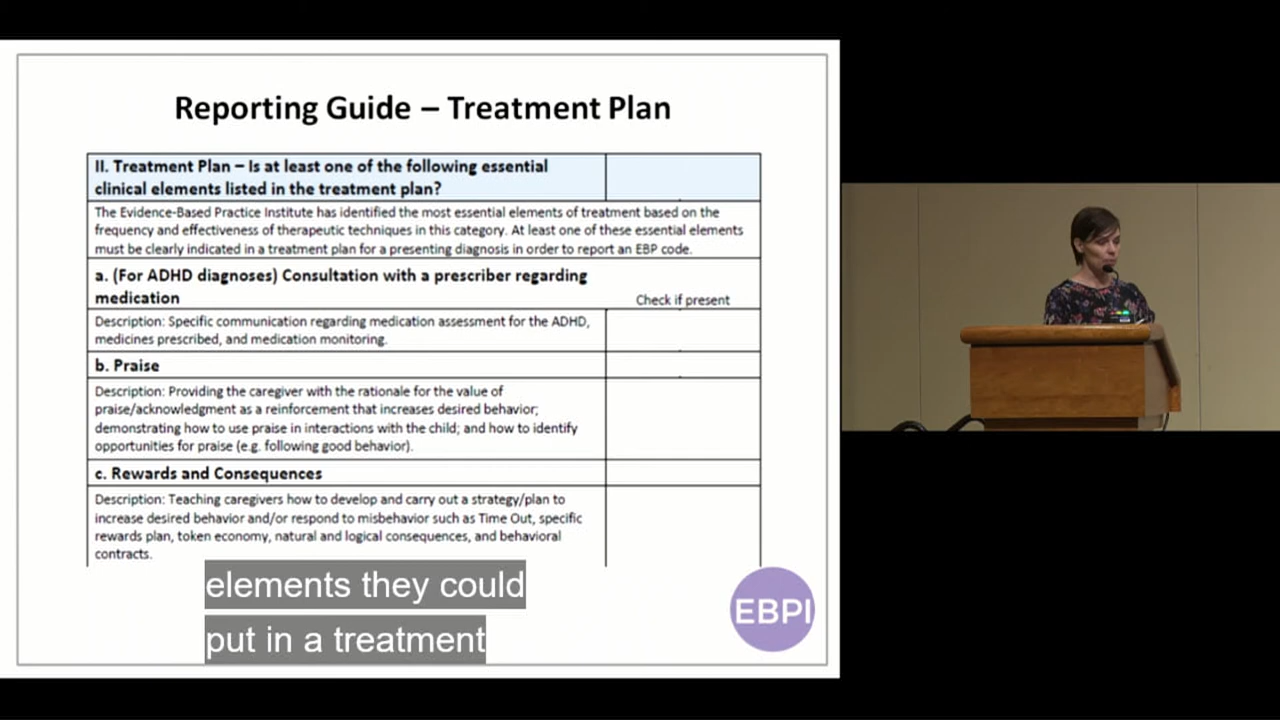 Reporting Guide – Treatment Plan
II. Treatment Plan – Is at least one of the following essential
clinical elements listed in the treatment plan?
The Evidence-Based Practice Institute has identified the most essential elements of treatment based on the
frequency and effectiveness of therapeutic techniques in this category. At least one of these essential elements
must be clearly indicated in a treatment plan for a presenting diagnosis in order to report an EBP code.
a. (For ADHD diagnoses) Consultation with a prescriber regarding
medication
Check if present
Description: Specific communication regarding medication assessment for the ADHD,
medicines prescribed, and medication monitoring.
b. Praise
Description: Providing the caregiver with the rationale for the value of
praise/acknowledgment as a reinforcement that increases desired behavior;
demonstrating how to use praise in interactions with the child; and how to identify
opportunities for praise (e.g. following good behavior).
c. Rewards and Consequences
Description: Teaching caregivers how to develop and carry out a strategy/plan to
increase desired behavior and/or respond to misbehavior such as Time Out, specific
rewards plan, token economy, natural and logical consequences, and behavioral
contracts.
elements they could
put in a treatment
EBPI